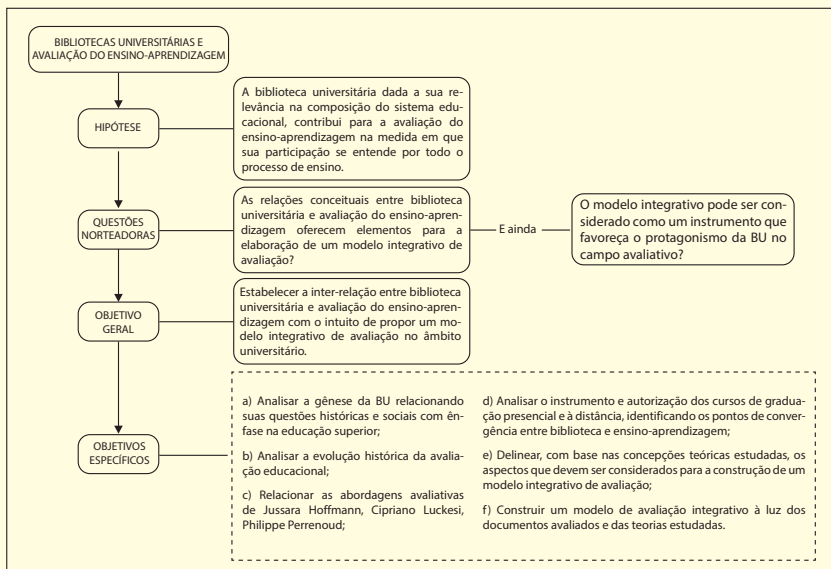 BIBLIOTECAS UNIVERSITÁRIAS E
AVALIAÇÃO DO ENSINO-APRENDIZAGEM
HIPÓTESE
A biblioteca universitária dada a sua re-
levância na composição do sistema edu-
cacional, contribui para a avaliação do
ensino-aprendizagem na medida em que
sua participação se entende por todo o
processo de ensino.
QUESTÕES
NORTEADORAS
As relações conceituais entre biblioteca
universitária e avaliação do ensino-apren-
dizagem oferecem elementos para a
elaboração de um modelo integrativo de
avaliação?
E ainda
O modelo integrativo pode ser con-
siderado como um instrumento que
favoreça o protagonismo da BU no
campo avaliativo?
OBJETIVO
GERAL
Estabelecer a inter-relação entre biblioteca
universitária e avaliação do ensino-apren-
dizagem com o intuito de propor um mo-
delo integrativo de avaliação no âmbito
universitário.
OBJETIVOS
ESPECÍFICOS
a) Analisar a gênese da BU relacionando
suas questões históricas e sociais com ên-
fase na educação superior;
b) Analisar a evolução histórica da avalia-
ção educacional;
c) Relacionar as abordagens avaliativas
de Jussara Hoffmann, Cipriano Luckesi,
Philippe Perrenoud;
d) Analisar o instrumento e autorização dos cursos de gradua-
ção presencial e à distância, identificando os pontos de conver-
gência entre biblioteca e ensino-aprendizagem;
e) Delinear, com base nas concepções teóricas estudadas, os
aspectos que devem ser considerados para a construção de um
modelo integrativo de avaliação;
f) Construir um modelo de avaliação integrativo à luz dos
documentos avaliados e das teorias estudadas.